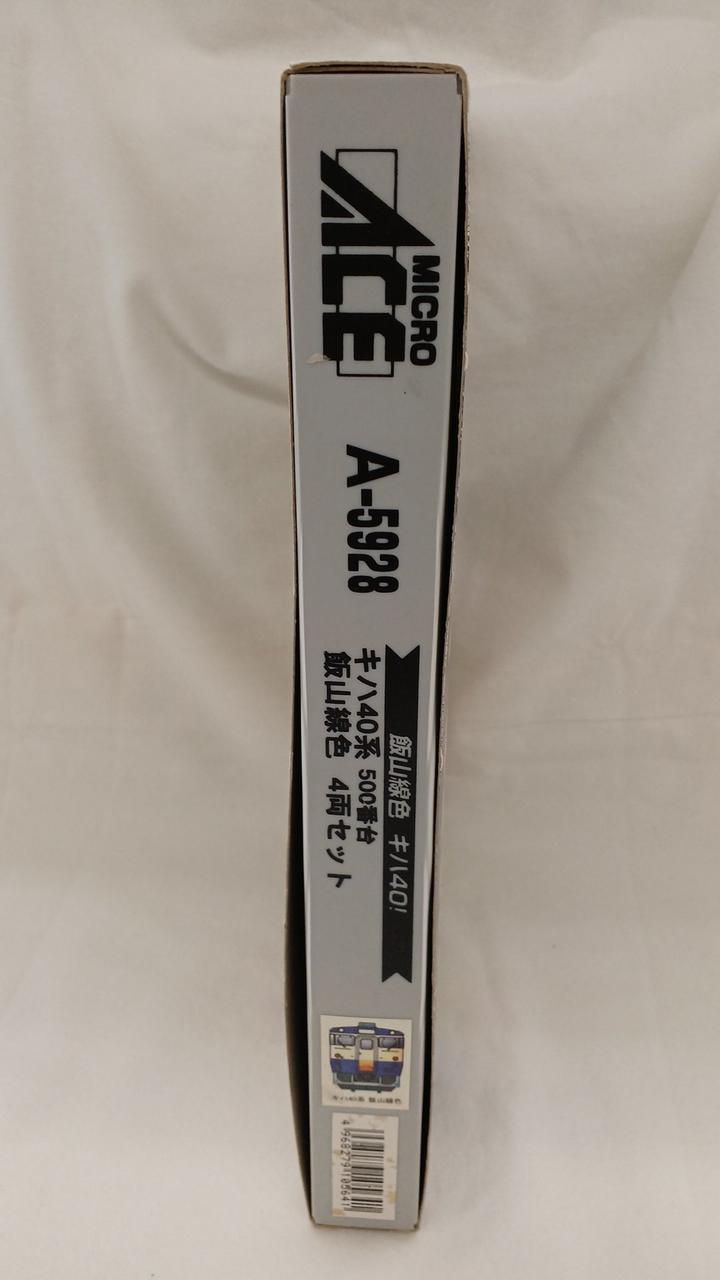 MICRO
ACE
A-5928
飯山線色 キハ40!
キハ40系 500番台
飯山線色 4両セット
4968279110564